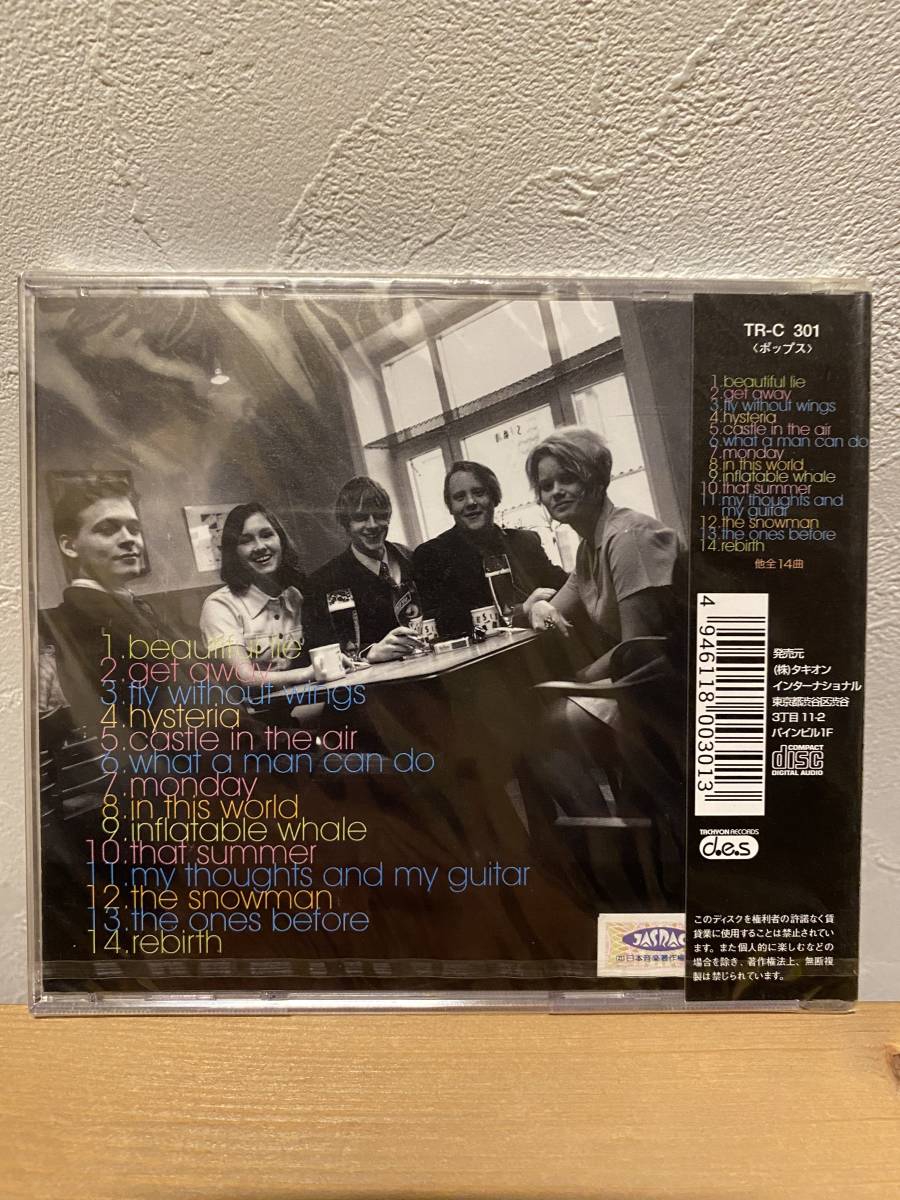 1.beautiful lie
2.get away
3.fly without wings
4.hysteria
5.castle in the air
6.what a man can do
7.monday
8.in this world
9.inflatable whale
10.that summer
11.my thoughts and my guitar
12.the snowman
13.the ones before
14.rebirth
JASRAC
日本音楽著作権
TR-C 301
〈ポップス〉
1.beautiful lie
2.get away
3.fly without wings
4.hysteria
5.castle in the air
6.what a man can do
7.monday
8.in this world
9.inflatable whale
10.that summer
11.my thoughts and
my guitar
12.the snowman
13.the ones before
14.rebirth
他全14曲
4 946118 003013
発売元
(株)タキオン
インターナショナル
東京都渋谷区渋谷
3丁目11-2
パインビル1F
COMPACT
disc
DIGITAL AUDIO
TACHYON RECORDS
d.e.s
このディスクを権利者の許諾なく賃
貸業に使用することは禁止されてい
ます。また個人的に楽しむなどの
場合を除き、著作権法上、無断複
製は禁じられています。